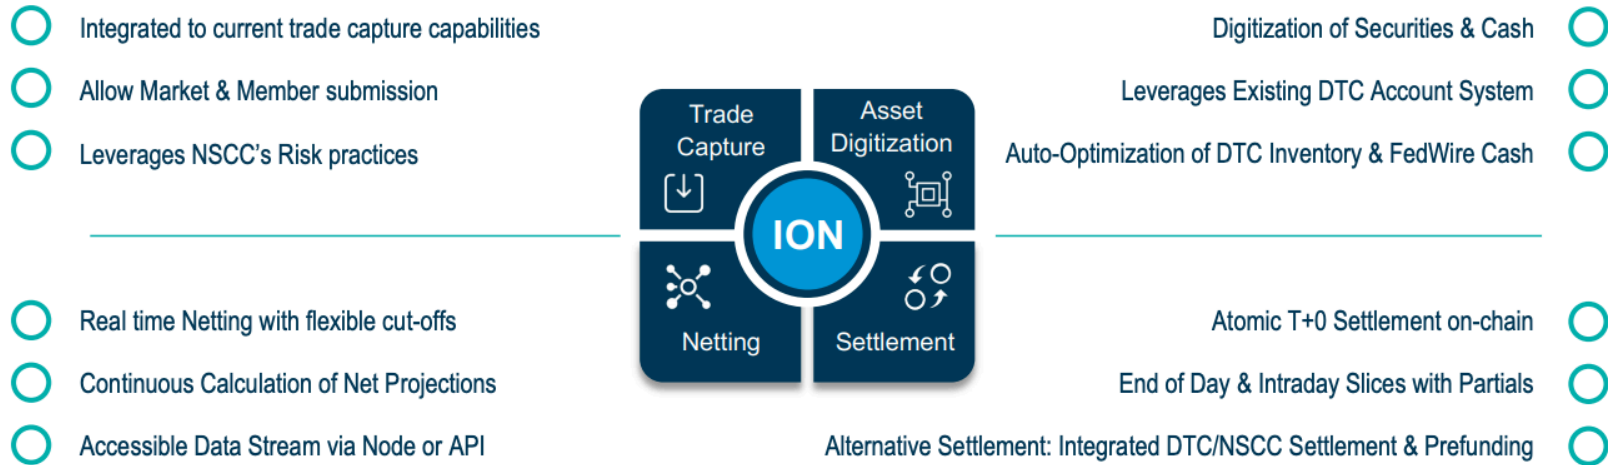 Integrated to current trade capture capabilities
Allow Market & Member submission
Leverages NSCC's Risk practices
Digitization of Securities & Cash
Leverages Existing DTC Account System
Auto-Optimization of DTC Inventory & FedWire Cash
Trade
Capture
Asset
Digitization
ION
Netting
Settlement
Real time Netting with flexible cut-offs
Continuous Calculation of Net Projections
Accessible Data Stream via Node or API
Atomic T+0 Settlement on-chain
End of Day & Intraday Slices with Partials
Alternative Settlement: Integrated DTC/NSCC Settlement & Prefunding